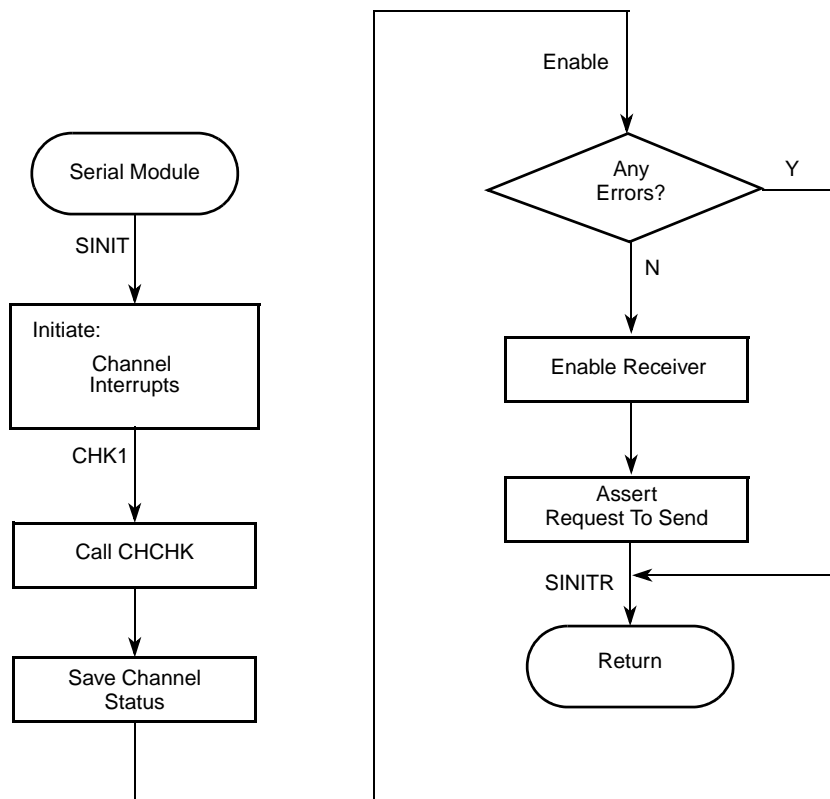 Serial Module
SINIT
Initiate:
Channel
Interrupts
CHK1
Call CHCHK
Save Channel
Status
Enable
Any
Errors?
Y
N
Enable Receiver
Assert
Request To Send
SINITR
Return